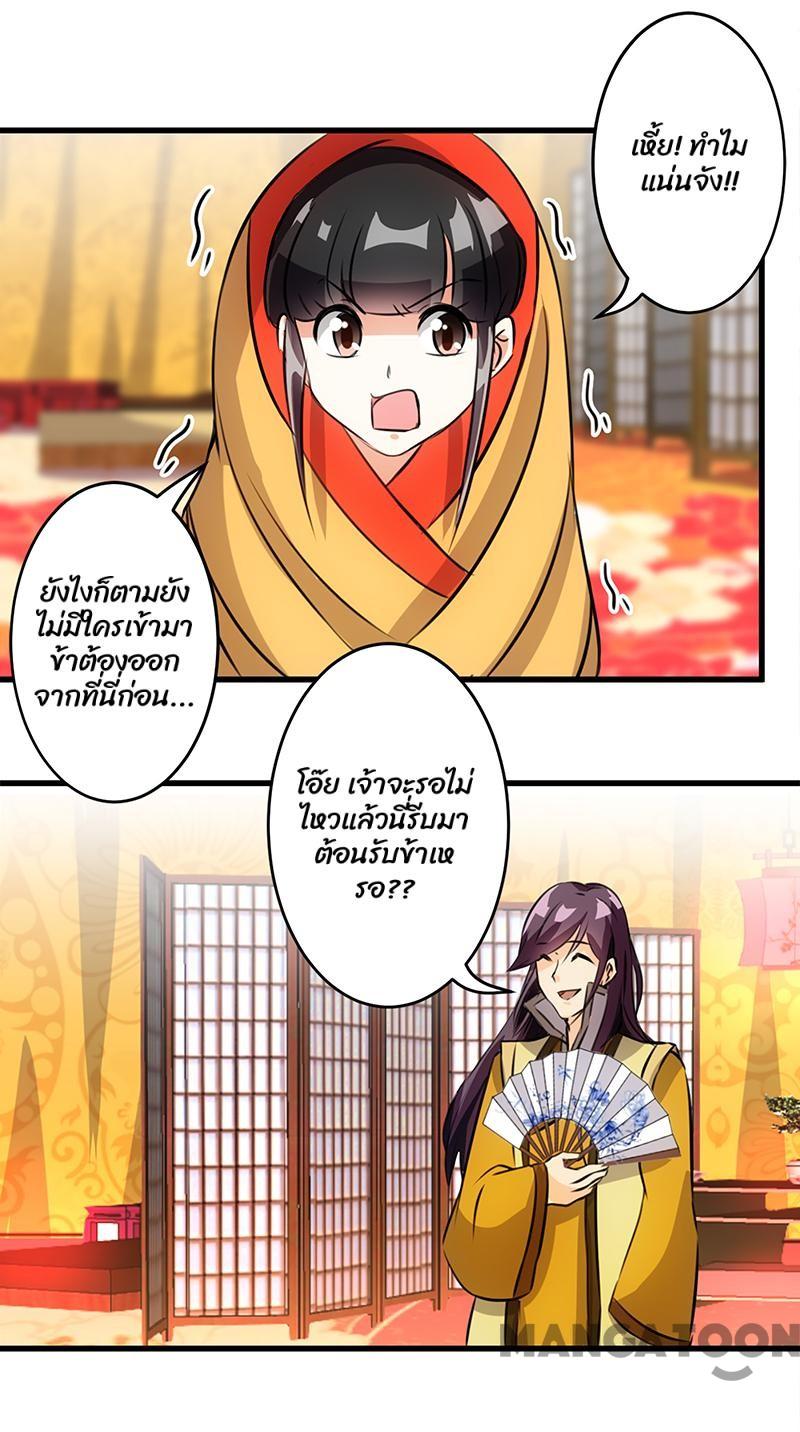 เหี้ย! ทำไม
แน่นจัง!!
ยังไงก็ตามยัง
ไม่มีใครเข้ามา
ข้าต้องออก
จากที่นี่ก่อน...
โอ๊ย เจ้าจะรอไม่
ไหวแล้วนี่รีบมา
ต้อนรับข้าเห
รอ??
MANGATOON